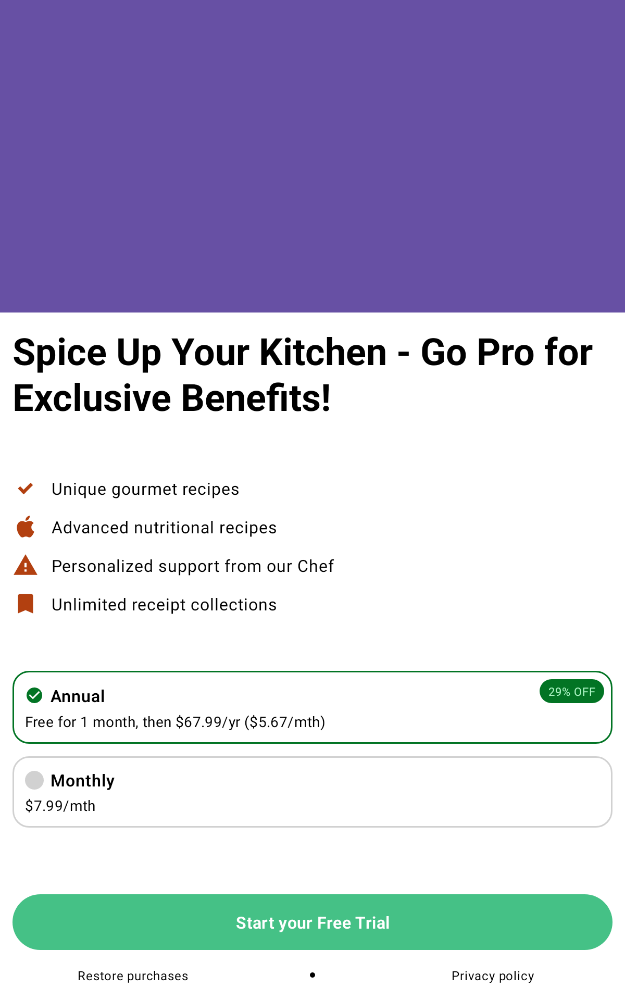 Spice Up Your Kitchen - Go Pro for
Exclusive Benefits!
Unique gourmet recipes
Advanced nutritional recipes
Personalized support from our Chef
Unlimited receipt collections
Annual
29% OFF
Free for 1 month, then $67.99/yr ($5.67/mth)
Monthly
$7.99/mth
Start your Free Trial
Restore purchases • Privacy policy